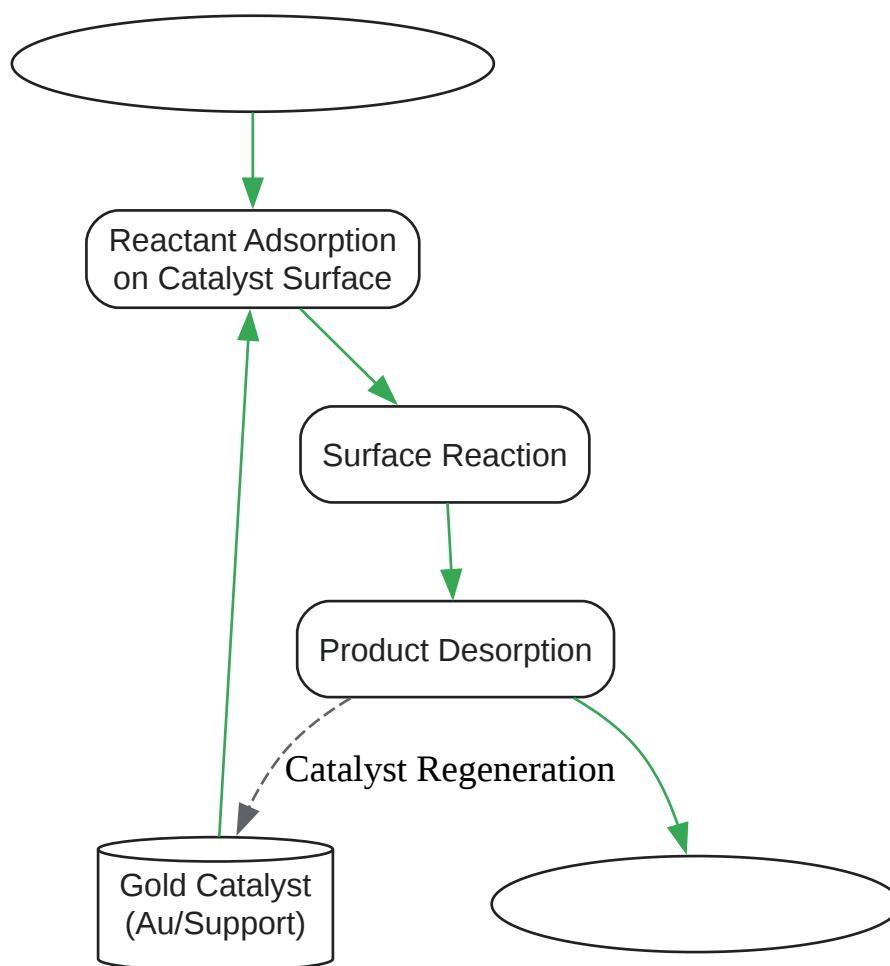 Reactant Adsorption
on Catalyst Surface
Surface Reaction
Product Desorption
Catalyst Regeneration
Gold Catalyst
(Au/Support)